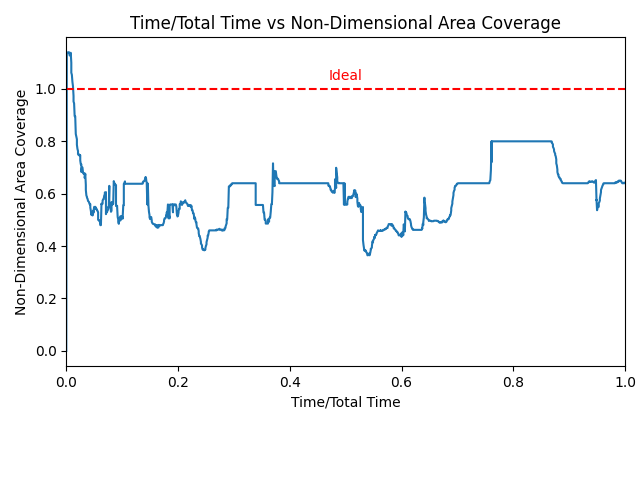 Time/Total Time vs Non-Dimensional Area Coverage
Ideal
Non-Dimensional Area Coverage
1.0
0.8
0.6
0.4
0.2
0.0
0.0 0.2 0.4 0.6 0.8 1.0
Time/Total Time